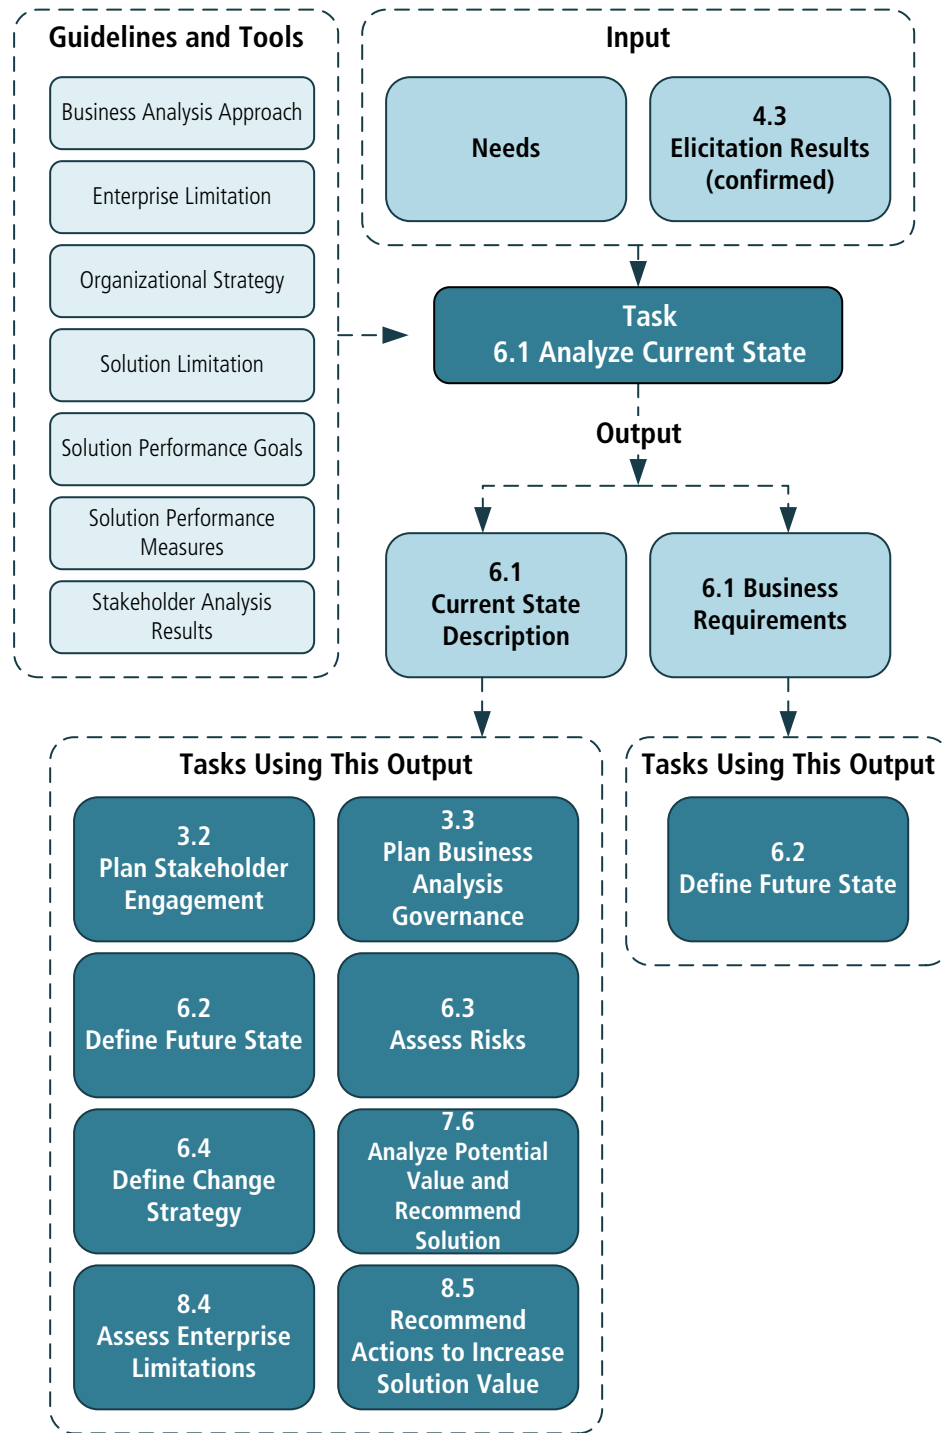 Guidelines and Tools
Business Analysis Approach
Enterprise Limitation
Organizational Strategy
Solution Limitation
Solution Performance Goals
Solution Performance
Measures
Stakeholder Analysis
Results
Input
Needs
4.3
Elicitation Results
(confirmed)
Task
6.1 Analyze Current State
Output
6.1
Current State
Description
6.1 Business
Requirements
Tasks Using This Output
3.2
Plan Stakeholder
Engagement
3.3
Plan Business
Analysis
Governance
6.2
Define Future State
6.3
Assess Risks
6.4
Define Change
Strategy
7.6
Analyze Potential
Value and
Recommend
Solution
8.4
Assess Enterprise
Limitations
8.5
Recommend
Actions to Increase
Solution Value
Tasks Using This Output
6.2
Define Future State